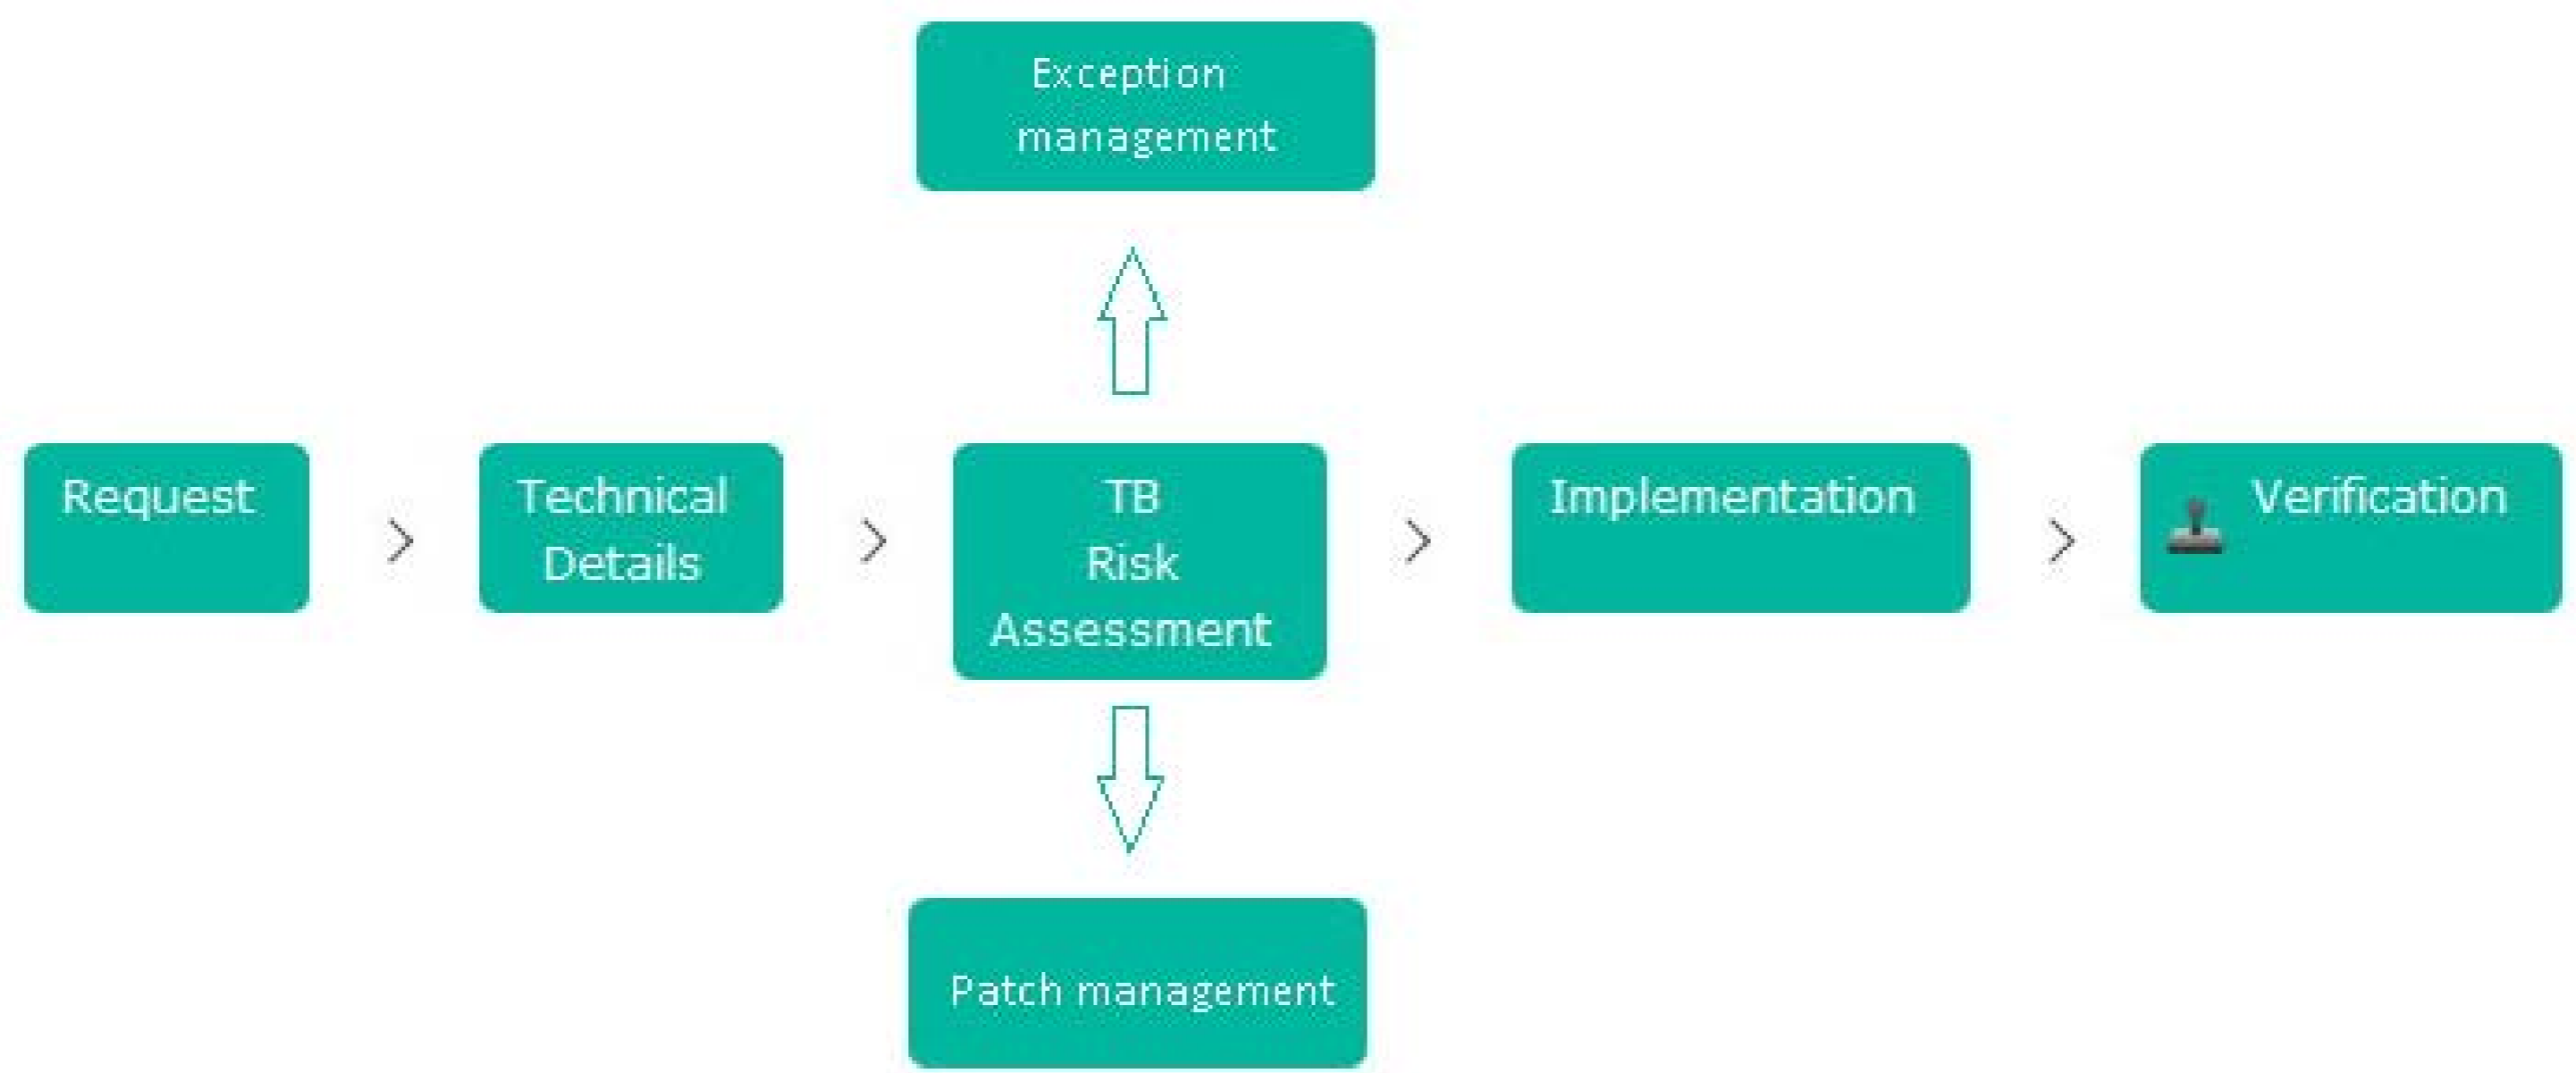 Exception
management
Request
Technical
Details
TB
Risk
Assessment
Implementation
Verification
Patch management